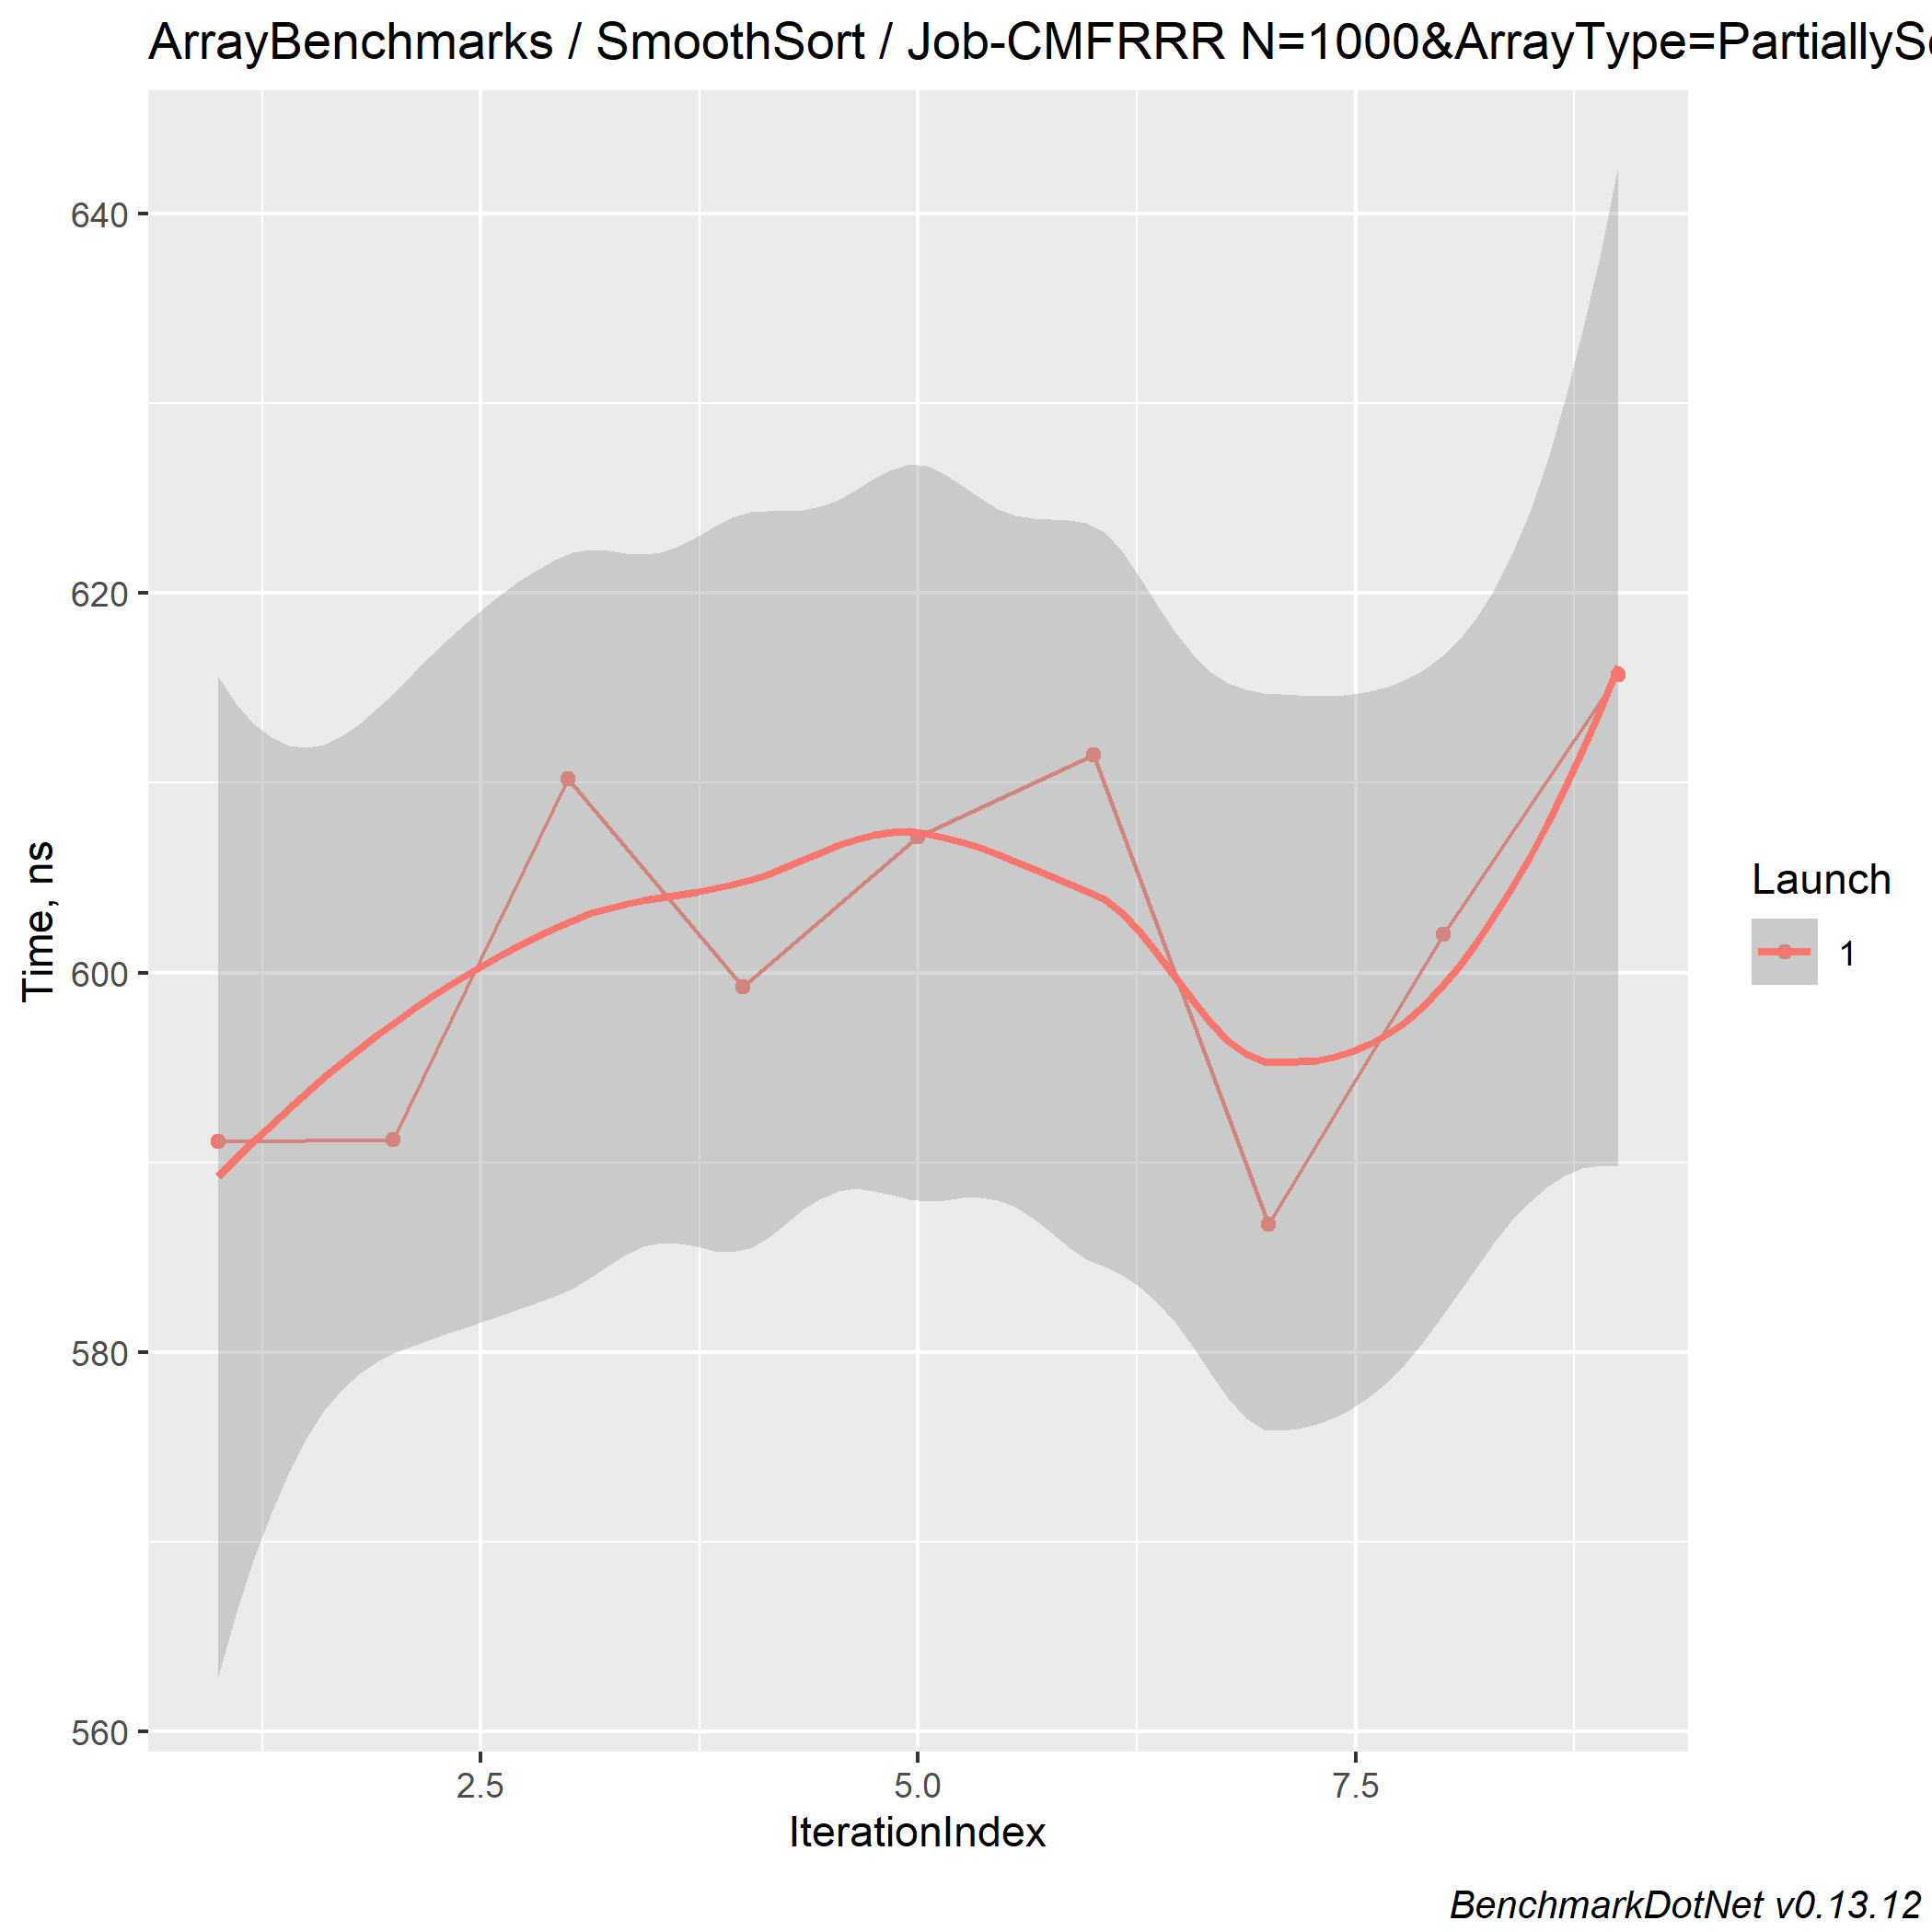 ArrayBenchmarks / SmoothSort / Job-CMFRRR N=1000&ArrayType=PartiallySo
640
620
600
580
560
Time, ns
2.5 5.0 7.5
IterationIndex
Launch
1
BenchmarkDotNet v0.13.12